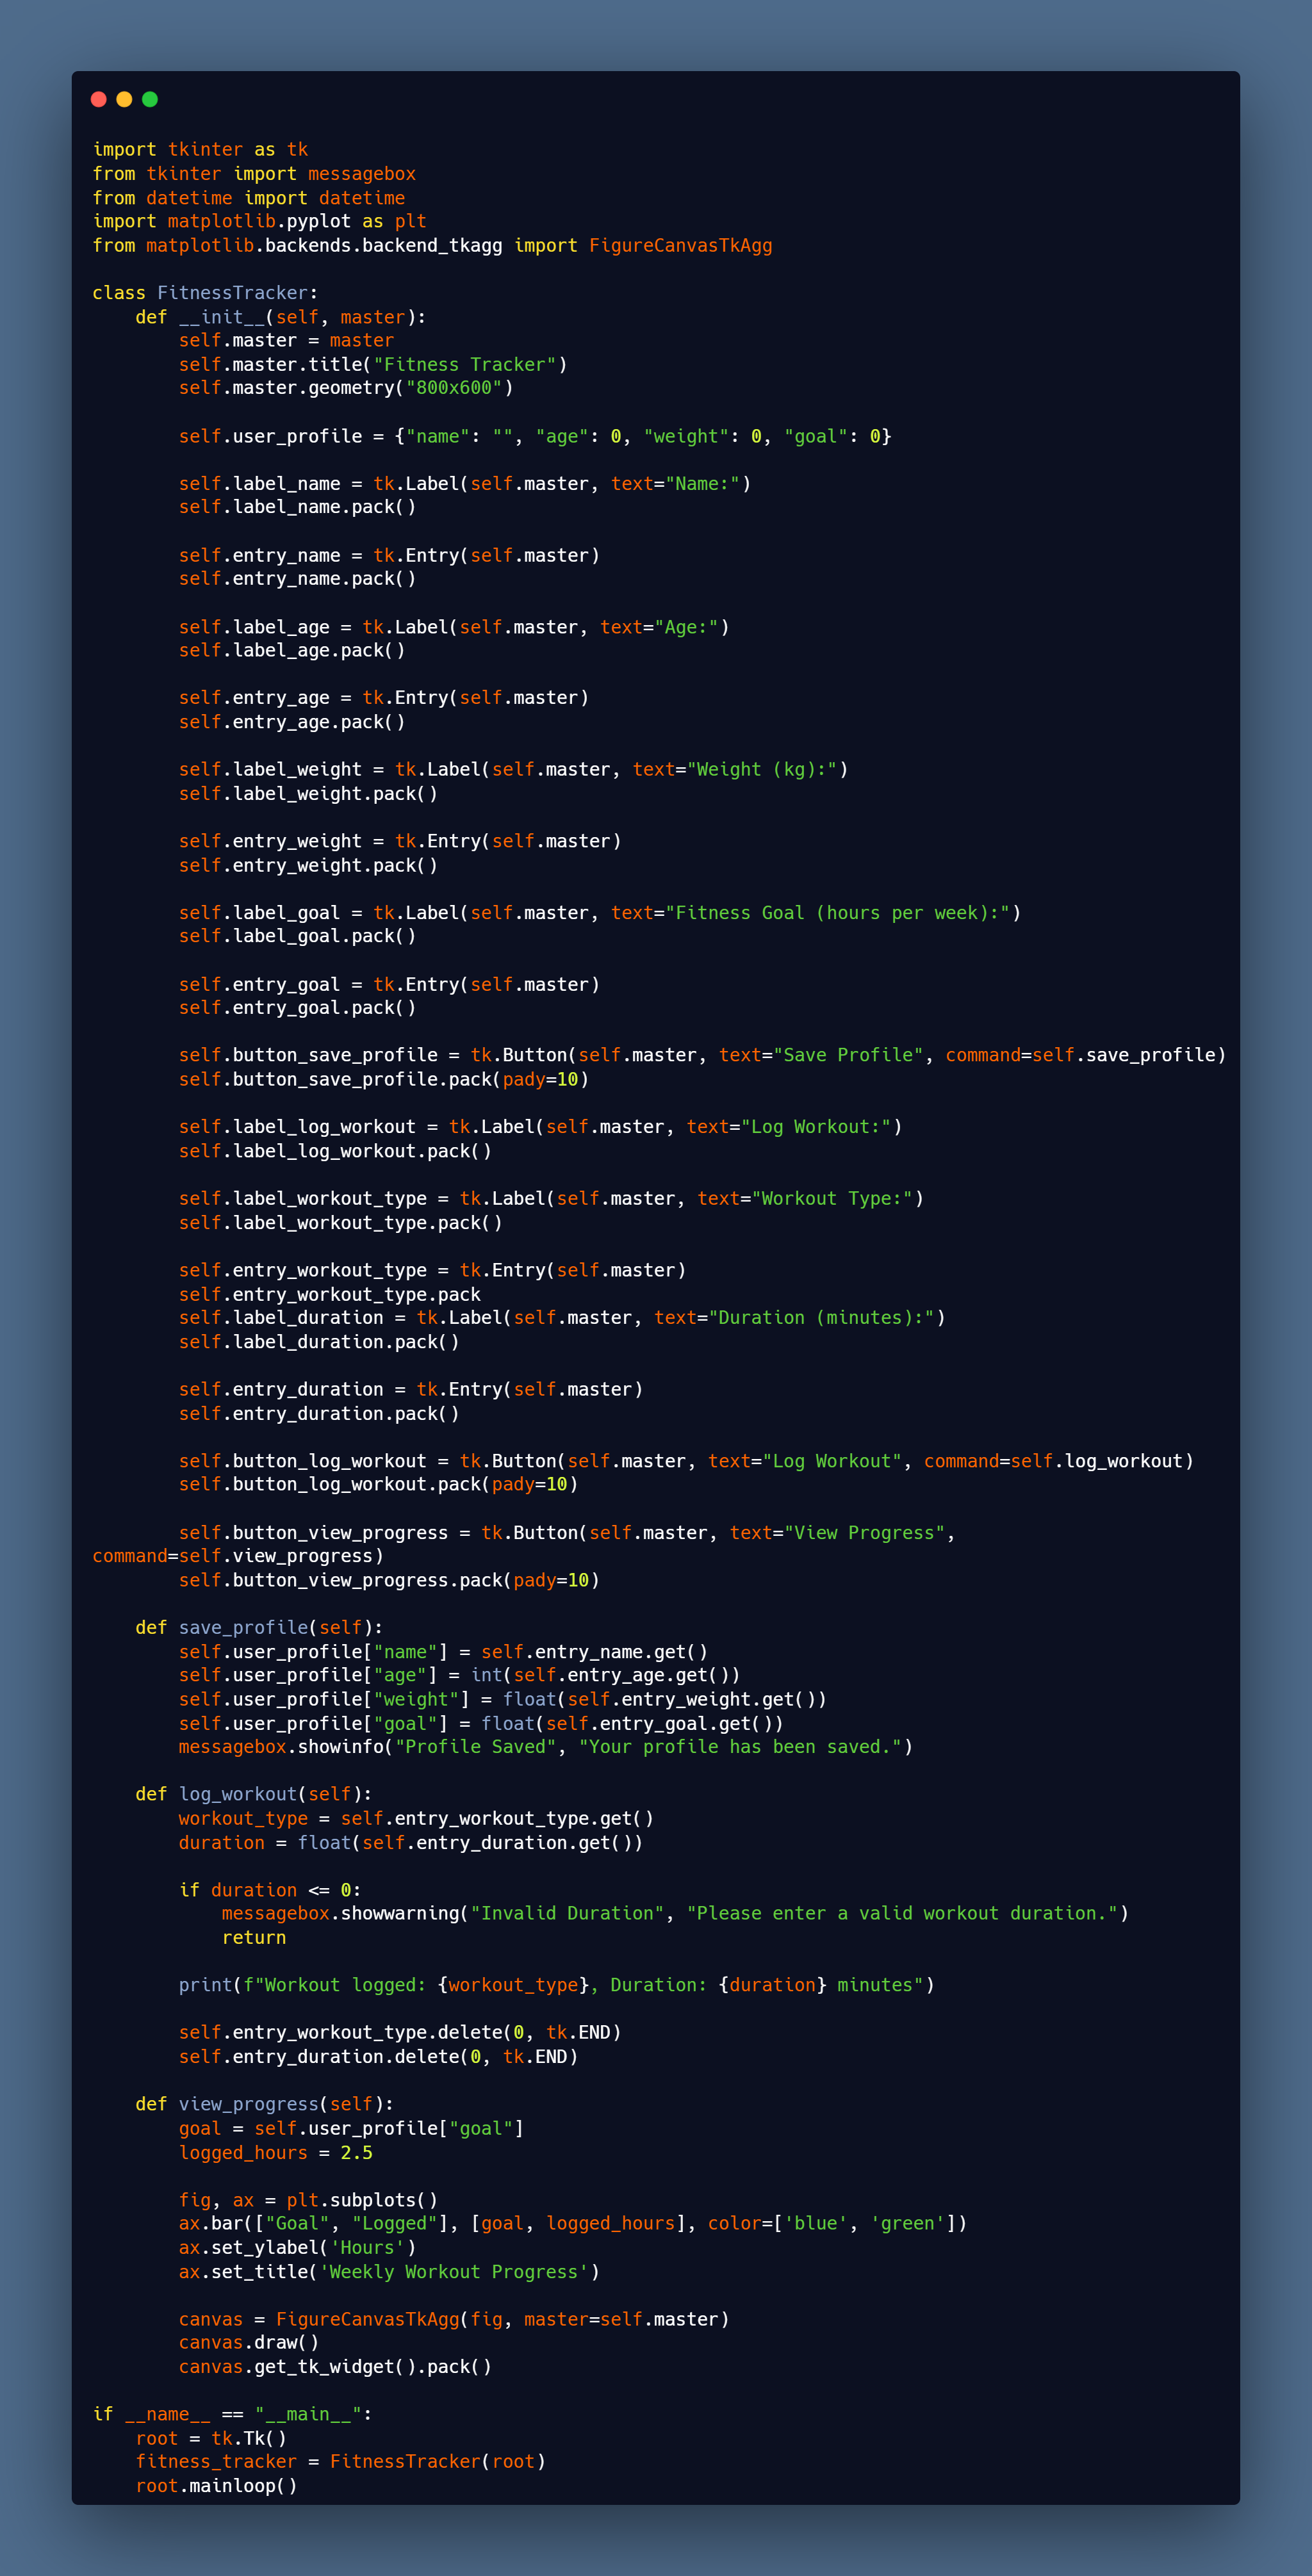 import tkinter as tk
from tkinter import messagebox
from datetime import datetime
import matplotlib.pyplot as plt
from matplotlib.backends.backend_tkagg import FigureCanvasTkAgg

class FitnessTracker:
    def __init__(self, master):
        self.master = master
        self.master.title("Fitness Tracker")
        self.master.geometry("800x600")

        self.user_profile = {"name": "", "age": 0, "weight": 0, "goal": 0}

        self.label_name = tk.Label(self.master, text="Name:")
        self.label_name.pack()

        self.entry_name = tk.Entry(self.master)
        self.entry_name.pack()

        self.label_age = tk.Label(self.master, text="Age:")
        self.label_age.pack()

        self.entry_age = tk.Entry(self.master)
        self.entry_age.pack()

        self.label_weight = tk.Label(self.master, text="Weight (kg):")
        self.label_weight.pack()

        self.entry_weight = tk.Entry(self.master)
        self.entry_weight.pack()

        self.label_goal = tk.Label(self.master, text="Fitness Goal (hours per week):")
        self.label_goal.pack()

        self.entry_goal = tk.Entry(self.master)
        self.entry_goal.pack()

        self.button_save_profile = tk.Button(self.master, text="Save Profile", command=self.save_profile)
        self.button_save_profile.pack(pady=10)

        self.label_log_workout = tk.Label(self.master, text="Log Workout:")
        self.label_log_workout.pack()

        self.label_workout_type = tk.Label(self.master, text="Workout Type:")
        self.label_workout_type.pack()

        self.entry_workout_type = tk.Entry(self.master)
        self.entry_workout_type.pack
        self.label_duration = tk.Label(self.master, text="Duration (minutes):")
        self.label_duration.pack()

        self.entry_duration = tk.Entry(self.master)
        self.entry_duration.pack()

        self.button_log_workout = tk.Button(self.master, text="Log Workout", command=self.log_workout)
        self.button_log_workout.pack(pady=10)

        self.button_view_progress = tk.Button(self.master, text="View Progress",
command=self.view_progress)
        self.button_view_progress.pack(pady=10)

    def save_profile(self):
        self.user_profile["name"] = self.entry_name.get()
        self.user_profile["age"] = int(self.entry_age.get())
        self.user_profile["weight"] = float(self.entry_weight.get())
        self.user_profile["goal"] = float(self.entry_goal.get())
        messagebox.showinfo("Profile Saved", "Your profile has been saved.")

    def log_workout(self):
        workout_type = self.entry_workout_type.get()
        duration = float(self.entry_duration.get())

        if duration <= 0:
            messagebox.showwarning("Invalid Duration", "Please enter a valid workout duration.")
            return

        print(f"Workout logged: {workout_type}, Duration: {duration} minutes")

        self.entry_workout_type.delete(0, tk.END)
        self.entry_duration.delete(0, tk.END)

    def view_progress(self):
        goal = self.user_profile["goal"]
        logged_hours = 2.5

        fig, ax = plt.subplots()
        ax.bar(["Goal", "Logged"], [goal, logged_hours], color=['blue', 'green'])
        ax.set_ylabel('Hours')
        ax.set_title('Weekly Workout Progress')

        canvas = FigureCanvasTkAgg(fig, master=self.master)
        canvas.draw()
        canvas.get_tk_widget().pack()

if __name__ == "__main__":
    root = tk.Tk()
    fitness_tracker = FitnessTracker(root)
    root.mainloop()